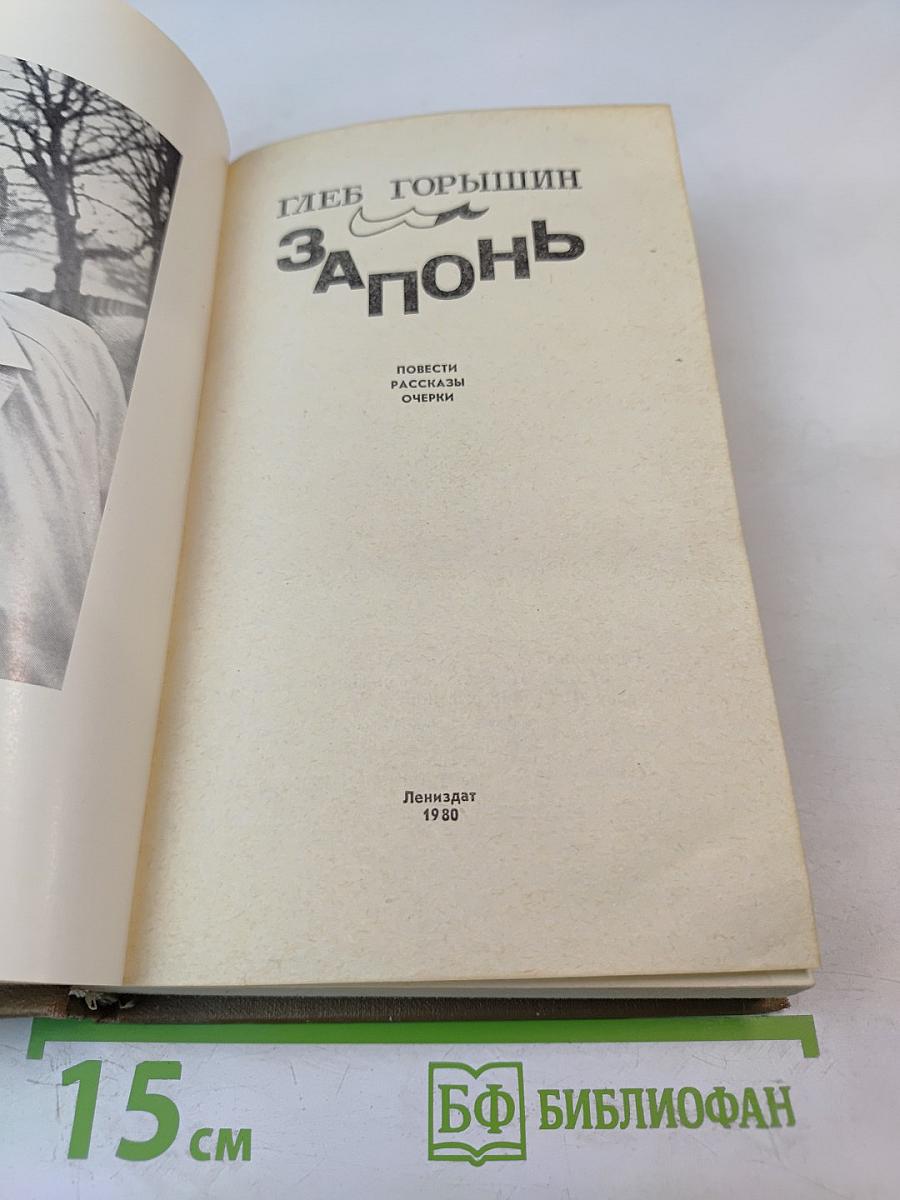 ГЛЕБ ГОРЫШИН
ЗАПОНЬ
ПОВЕСТИ
РАССКАЗЫ
ОЧЕРКИ
Лениздат
1980
15 см
БФ БИБЛИОФАН